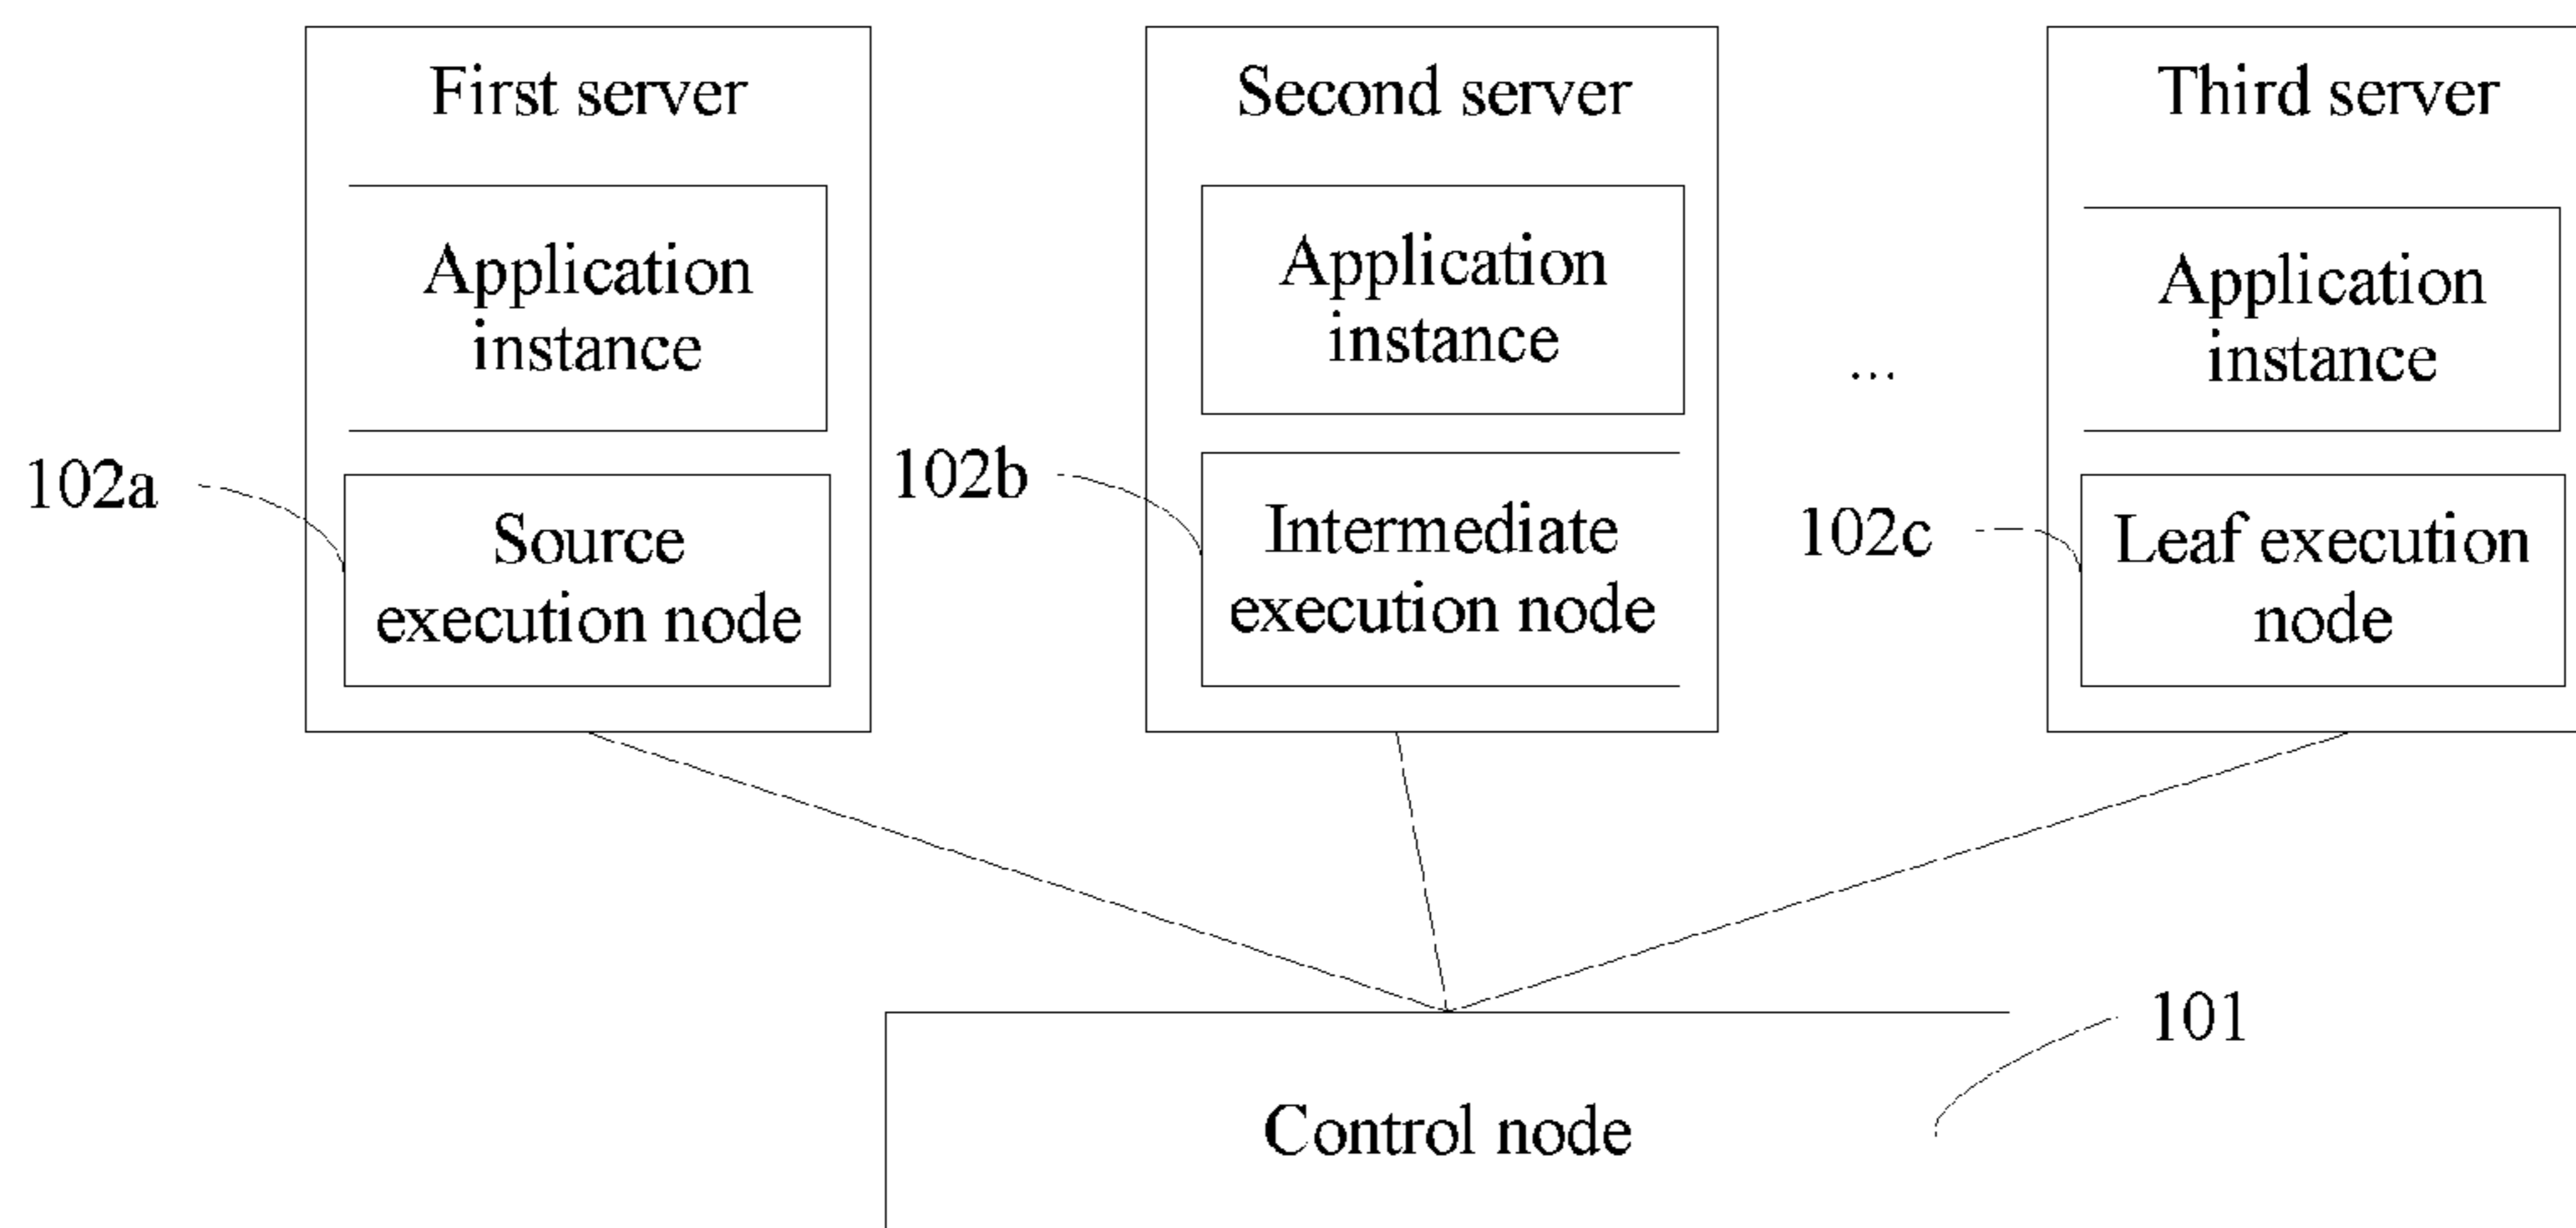 First server
Application
instance
102a
Source
execution node
Second server
Application
instance
102b
Intermediate
execution node
...
Third server
Application
instance
102c
Leaf execution
node
101
Control node